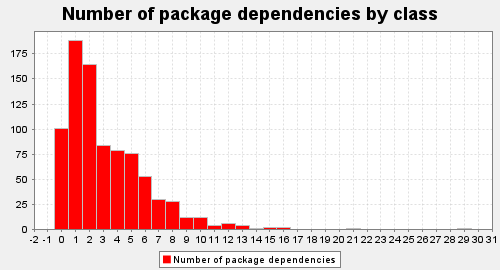 Number of package dependencies by class
175
150
125
100
75
50
25
0
-2 -1 0 1 2 3 4 5 6 7 8 9 10 11 12 13 14 15 16 17 18 19 20 21 22 23 24 25 26 27 28 29 30 31
Number of package dependencies